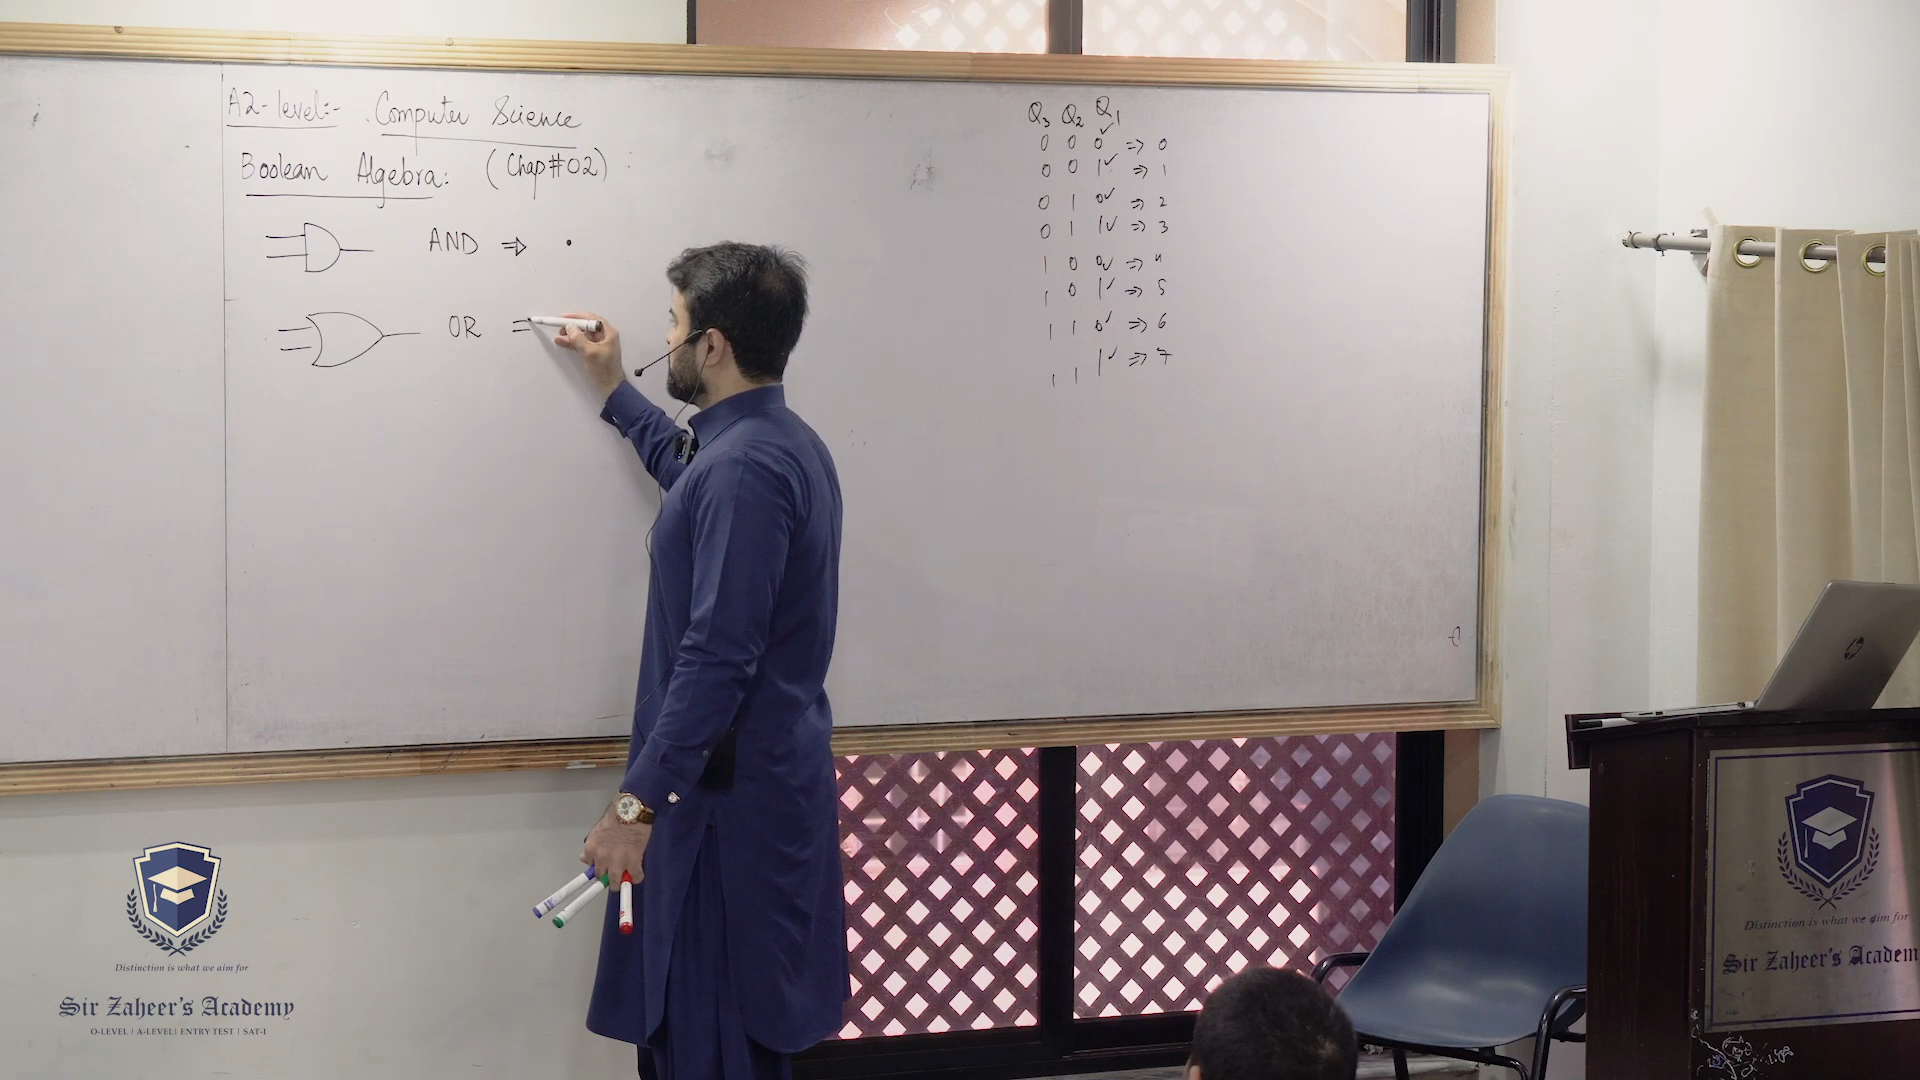 A2-level:- Computer Science
Boolean Algebra: (Chap#02)
AND ⇒ •
OR =
Q3 Q2 Q1
0 0 0✓ ⇒ 0
0 0 1✓ ⇒ 1
0 1 0✓ ⇒ 2
0 1 1✓ ⇒ 3
1 0 0✓ ⇒ 4
1 0 1✓ ⇒ 5
1 1 0✓ ⇒ 6
1 1 1✓ ⇒ 7
hp
Distinction is what we aim for
Sir Zaheer's Academy
O-LEVEL | A-LEVEL | ENTRY TEST | SAT-I
Distinction is what we aim for
Sir Zaheer's Academ